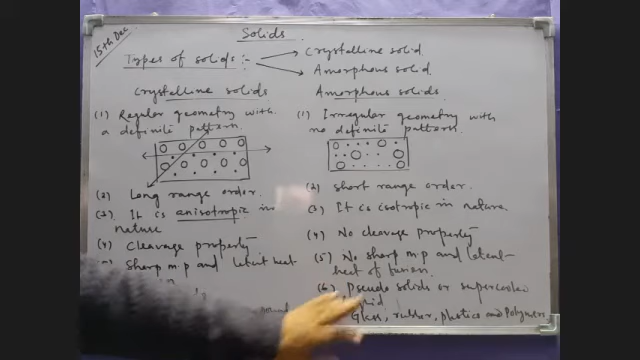 15th Dec
Solids
Types of solids:-
Crystalline solid
Amorphous solid
Crystalline solids
(1) Regular geometry with
a definite pattern.
(2) Long range order.
(3) It is anisotropic in
nature
(4) Cleavage property
Sharp m.p and latent heat
Amorphous solids
(1) Irregular geometry with
no definite pattern.
(2) short range order.
(3) It is isotropic in nature
(4) No cleavage property
(5) No sharp m.p and latent
heat of fusion.
(6) Pseudo solids or supercooled
Glass, rubber, plastics and Polymers